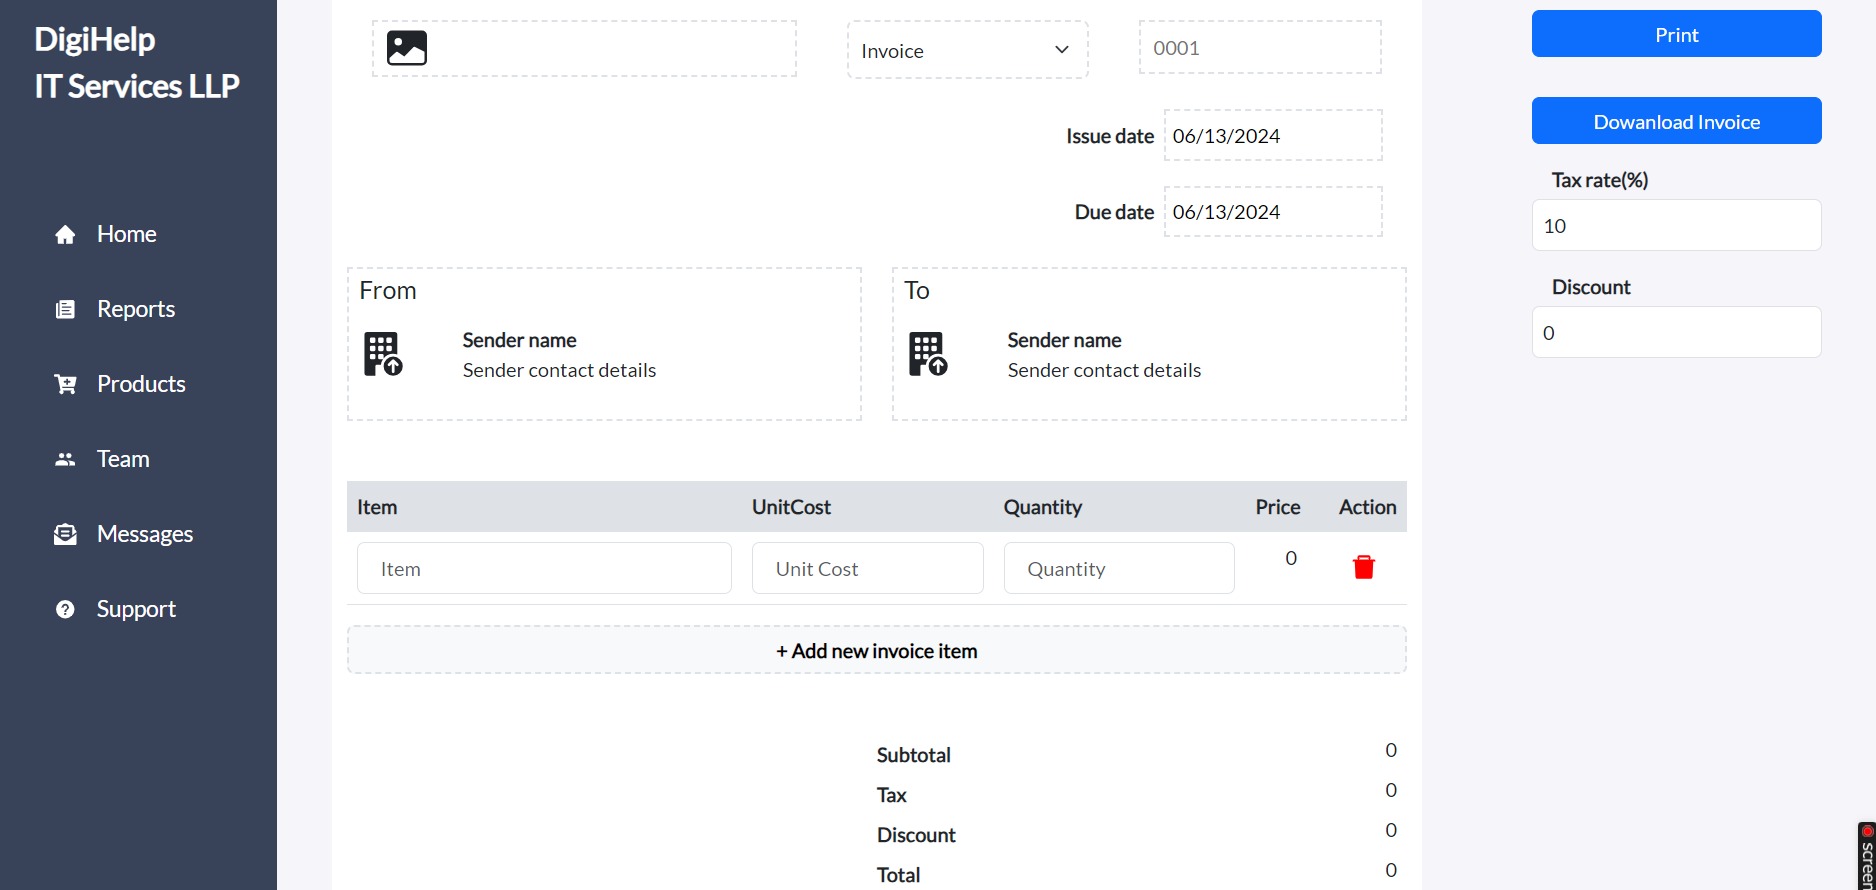 DigiHelp
IT Services LLP
Home
Reports
Products
Team
Messages
Support
Invoice
0001
Issue date 06/13/2024
Due date 06/13/2024
From
Sender name
Sender contact details
To
Sender name
Sender contact details
Item UnitCost Quantity Price Action
Item Unit Cost Quantity 0
+ Add new invoice item
Subtotal 0
Tax 0
Discount 0
Total 0
Print
Dowanload Invoice
Tax rate(%)
10
Discount
0